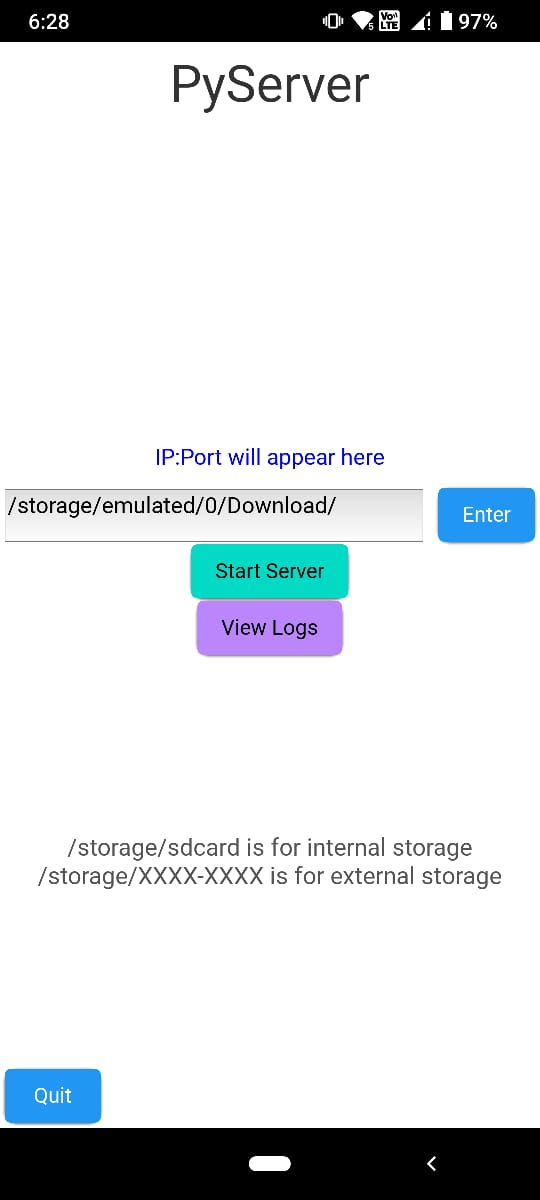 6:28
5
Vo))
LTE
97%
PyServer
IP:Port will appear here
/storage/emulated/0/Download/
Enter
Start Server
View Logs
/storage/sdcard is for internal storage
/storage/XXXX-XXXX is for external storage
Quit